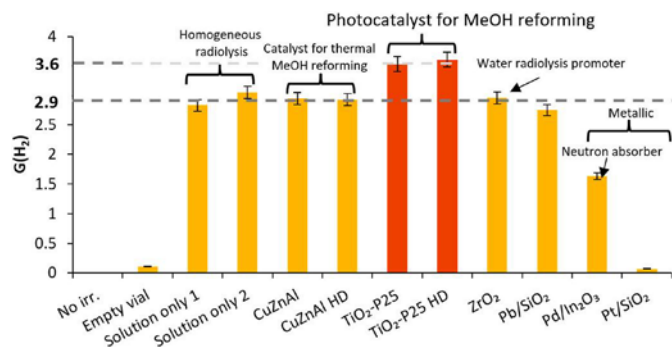 Photocatalyst for MeOH reforming
Homogeneous
radiolysis
Catalyst for thermal
MeOH reforming
Water radiolysis promoter
Metallic
Neutron absorber
G(H₂)
4
3.6
2.9
2.5
2
1.5
1
0.5
0
No irr.
Empty vial
Solution only 1
Solution only 2
CuZnAl
CuZnAl HD
TiO₂-P25
TiO₂-P25 HD
ZrO₂
Pb/SiO₂
Pd/In₂O₃
Pt/SiO₂